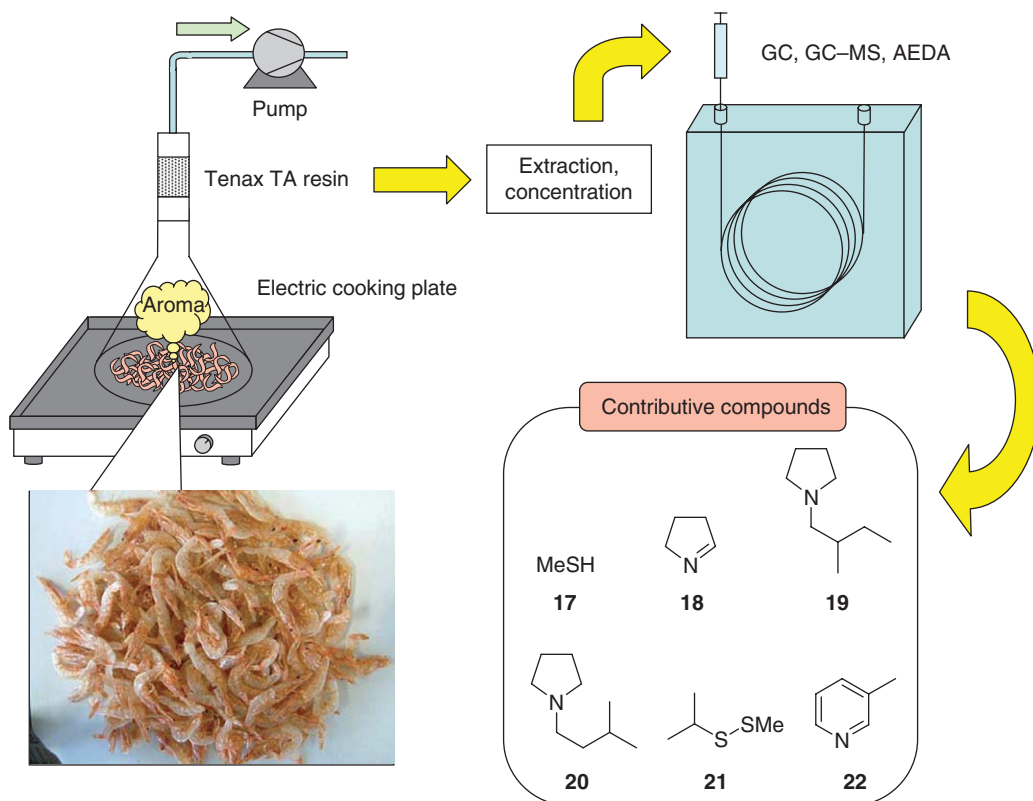 Pump
GC, GC–MS, AEDA
Tenax TA resin
Extraction,
concentration
Electric cooking plate
Aroma
Contributive compounds
N
MeSH
N
17
18
19
N
S
SMe
N
20
21
22